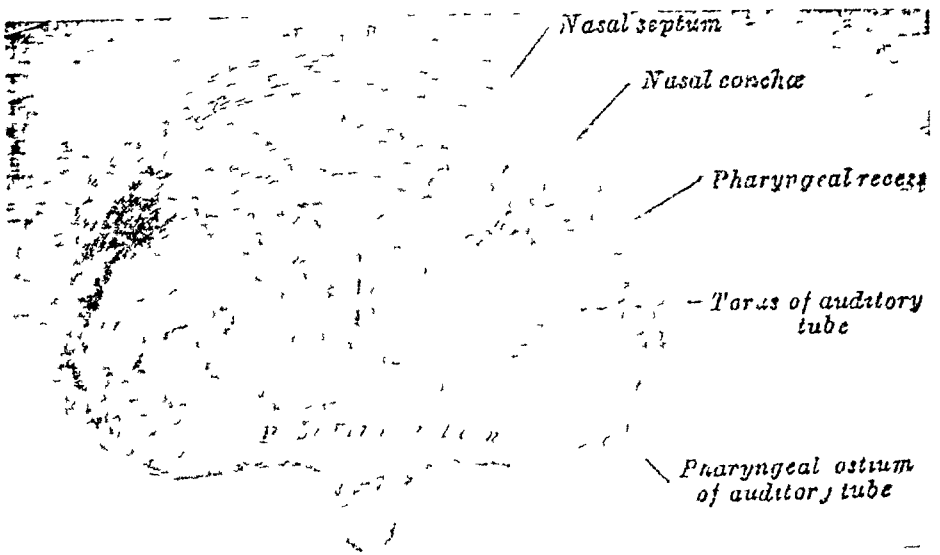 Nasal septum
Nasal conchæ
Pharyngeal recess
Torus of auditory
tube
Pharyngeal ostium
of auditory tube